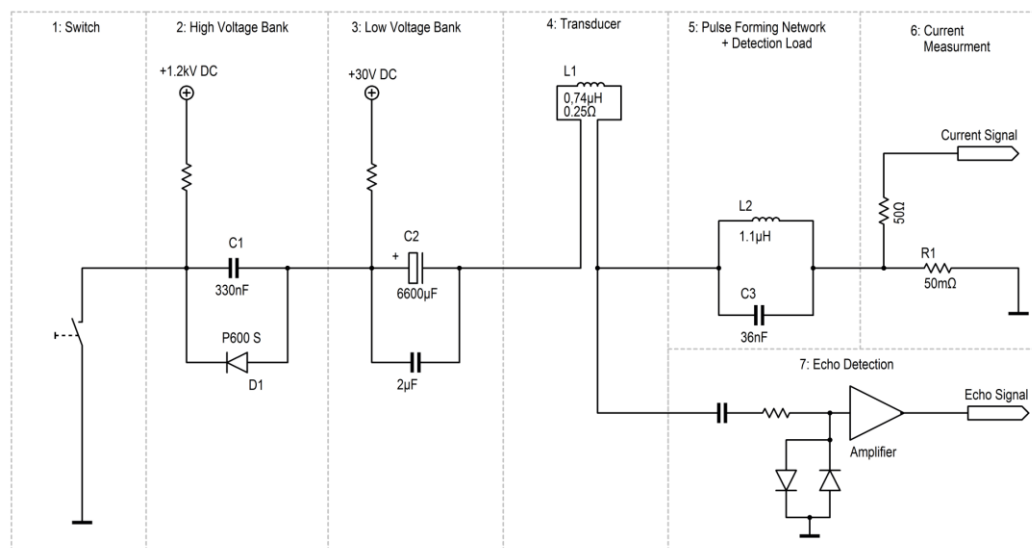 1: Switch
2: High Voltage Bank
3: Low Voltage Bank
4: Transducer
5: Pulse Forming Network
+ Detection Load
6: Current
Measurment
+1.2kV DC
+30V DC
L1
0,74µH
0.25Ω
Current Signal
50Ω
L2
1.1µH
C1
330nF
C2
+
6600µF
R1
50mΩ
C3
36nF
P600 S
D1
2µF
7: Echo Detection
Echo Signal
Amplifier